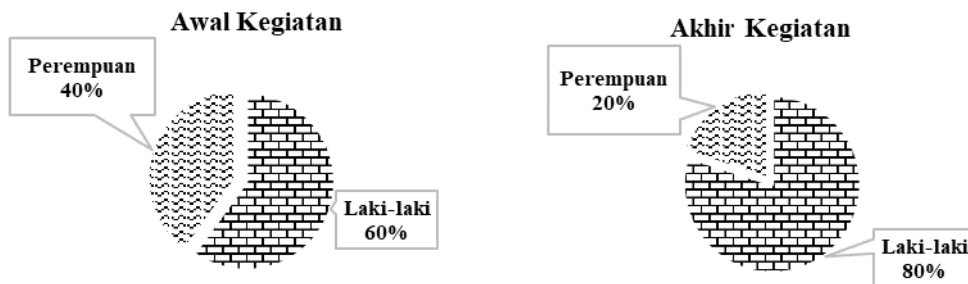 Awal Kegiatan
Perempuan
40%
Laki-laki
60%
Akhir Kegiatan
Perempuan
20%
Laki-laki
80%